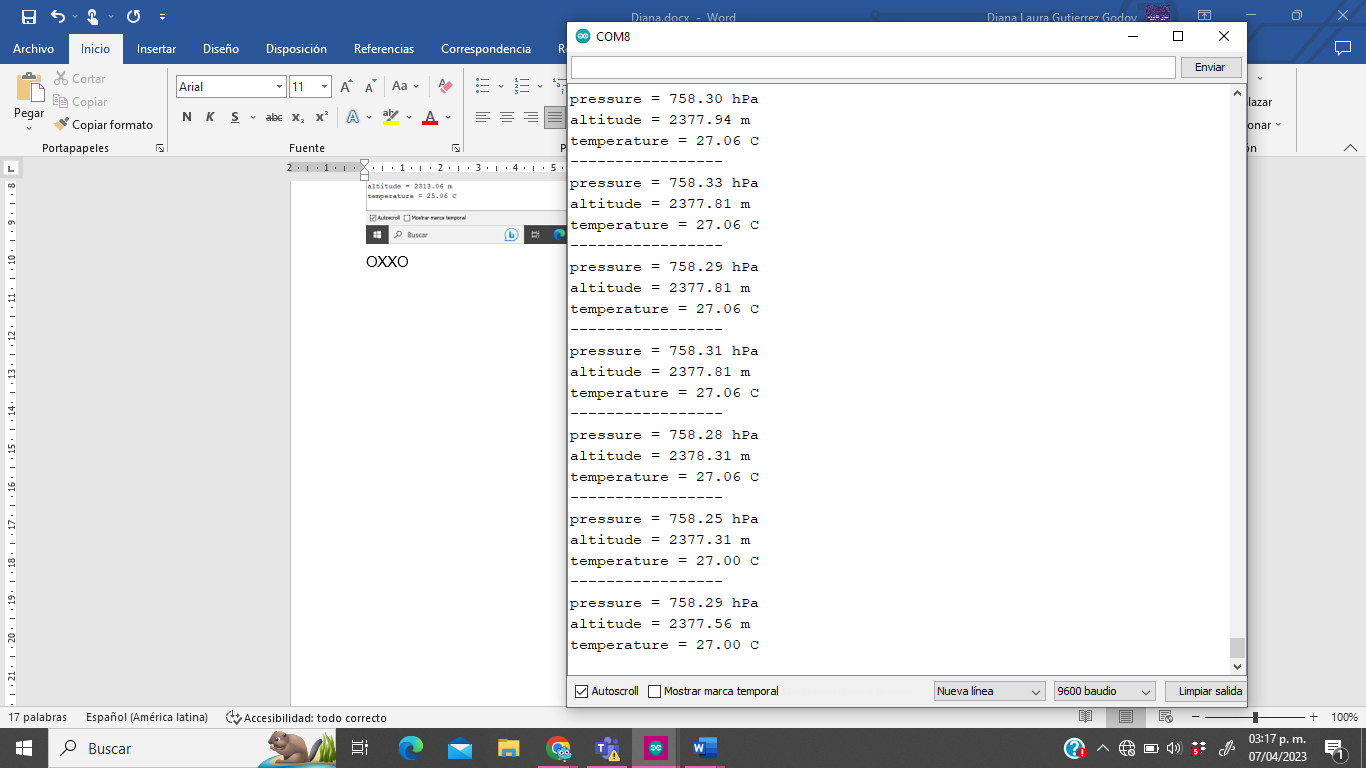 Diana.docx - Word
Diana Laura Gutierrez Godoy
Archivo
Inicio
Insertar
Diseño
Disposición
Referencias
Correspondencia
Cortar
Copiar
Copiar formato
Pegar
Portapapeles
Arial
11
Aa
N K S abc x₂ x²
Fuente
COM8
Enviar
pressure = 758.30 hPa
altitude = 2377.94 m
temperature = 27.06 C
-----------------
pressure = 758.33 hPa
altitude = 2377.81 m
temperature = 27.06 C
-----------------
pressure = 758.29 hPa
altitude = 2377.81 m
temperature = 27.06 C
-----------------
pressure = 758.31 hPa
altitude = 2377.81 m
temperature = 27.06 C
-----------------
pressure = 758.28 hPa
altitude = 2378.31 m
temperature = 27.06 C
-----------------
pressure = 758.25 hPa
altitude = 2377.31 m
temperature = 27.00 C
-----------------
pressure = 758.29 hPa
altitude = 2377.56 m
temperature = 27.00 C
Autoscroll
Mostrar marca temporal
Nueva línea
9600 baudio
Limpiar salida
altitude = 2313.06 m
temperature = 25.06 C
Autoscroll Mostrar marca temporal
Buscar
OXXO
17 palabras
Español (América latina)
Accesibilidad: todo correcto
100%
Buscar
03:17 p. m.
07/04/2023